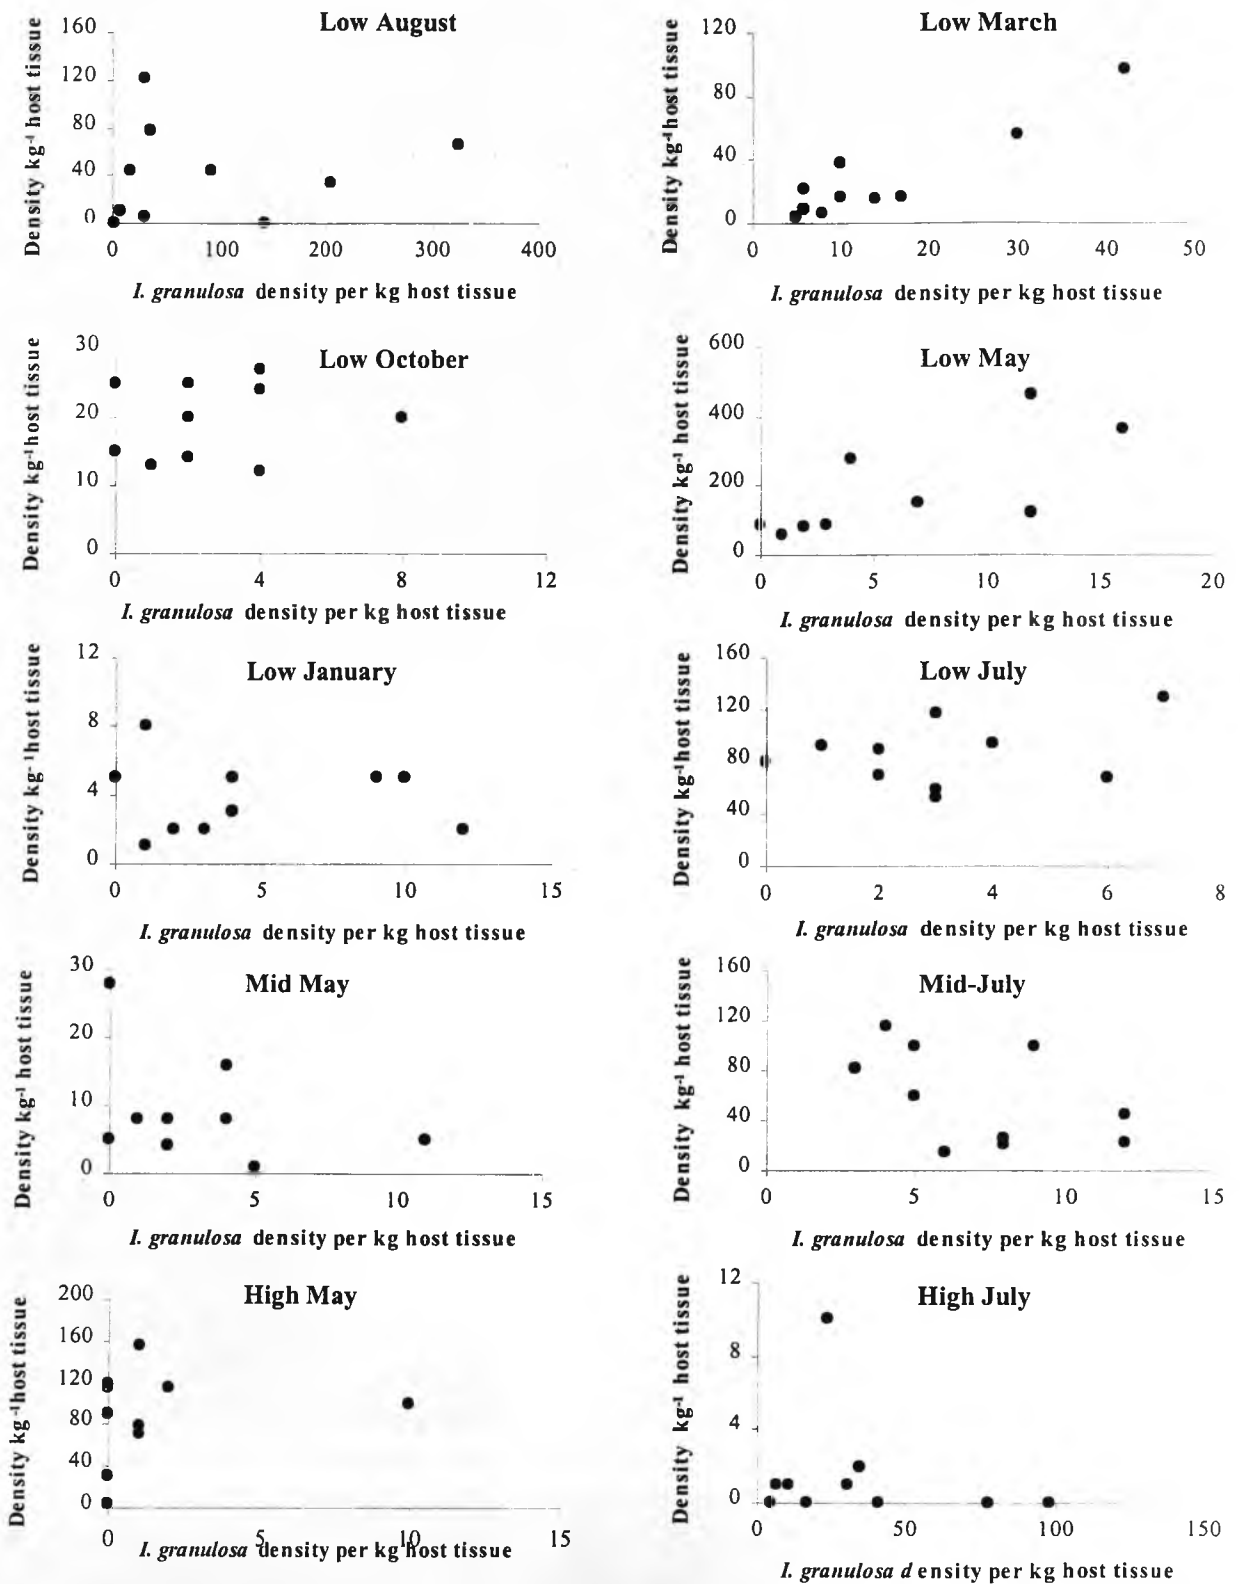 Low August
Density kg-1 host tissue
160
120
80
40
0
0 100 200 300 400
I. granulosa density per kg host tissue
Low March
Density kg-1host tissue
120
80
40
0
0 10 20 30 40 50
I. granulosa density per kg host tissue
Low October
Density kg-1host tissue
30
20
10
0
0 4 8 12
I. granulosa density per kg host tissue
Low May
Density kg-1 host tissue
600
400
200
0
0 5 10 15 20
I. granulosa density per kg host tissue
Low January
Density kg-1host tissue
12
8
4
0
0 5 10 15
I. granulosa density per kg host tissue
Low July
Density kg-1host tissue
160
120
80
40
0
0 2 4 6 8
I. granulosa density per kg host tissue
Mid May
Density kg-1 host tissue
30
20
10
0
0 5 10 15
I. granulosa density per kg host tissue
Mid-July
Density kg-1 host tissue
160
120
80
40
0
0 5 10 15
I. granulosa density per kg host tissue
High May
Density kg-1host tissue
200
160
120
80
40
0
0 5 10 15
I. granulosa density per kg host tissue
High July
Density kg-1 host tissue
12
8
4
0
0 50 100 150
I. granulosa d ensity per kg host tissue